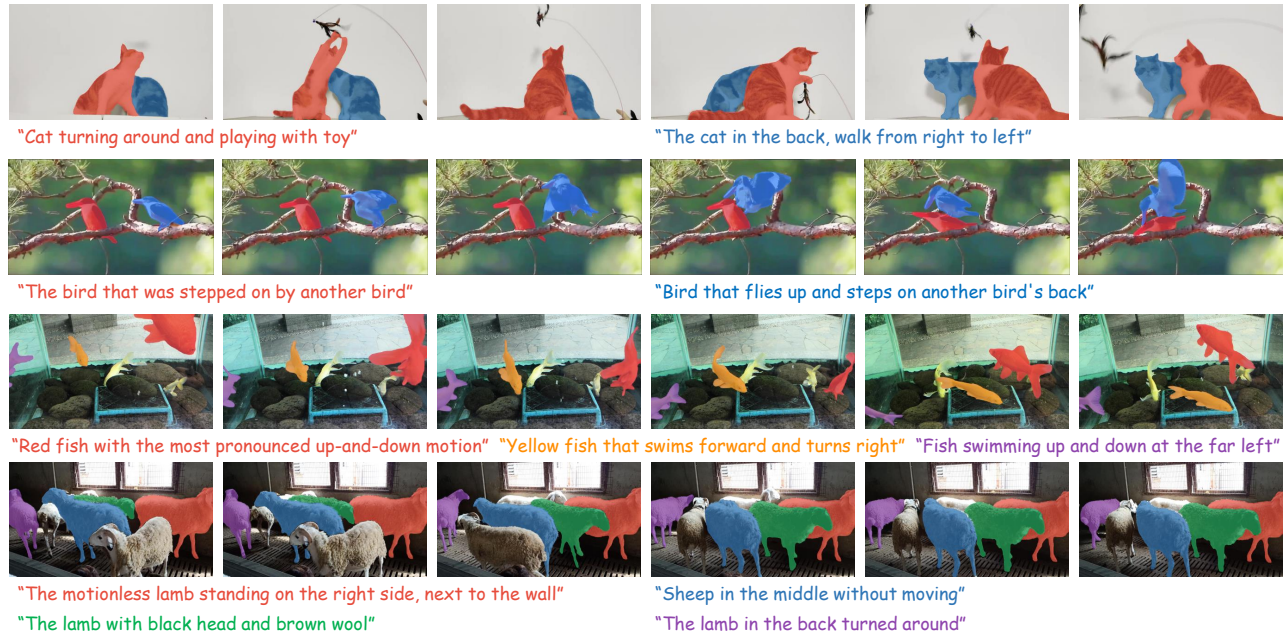 “Cat turning around and playing with toy”
“The cat in the back, walk from right to left”
“The bird that was stepped on by another bird”
“Bird that flies up and steps on another bird's back”
“Red fish with the most pronounced up-and-down motion”
“Yellow fish that swims forward and turns right”
“Fish swimming up and down at the far left”
“The motionless lamb standing on the right side, next to the wall”
“Sheep in the middle without moving”
“The lamb with black head and brown wool”
“The lamb in the back turned around”